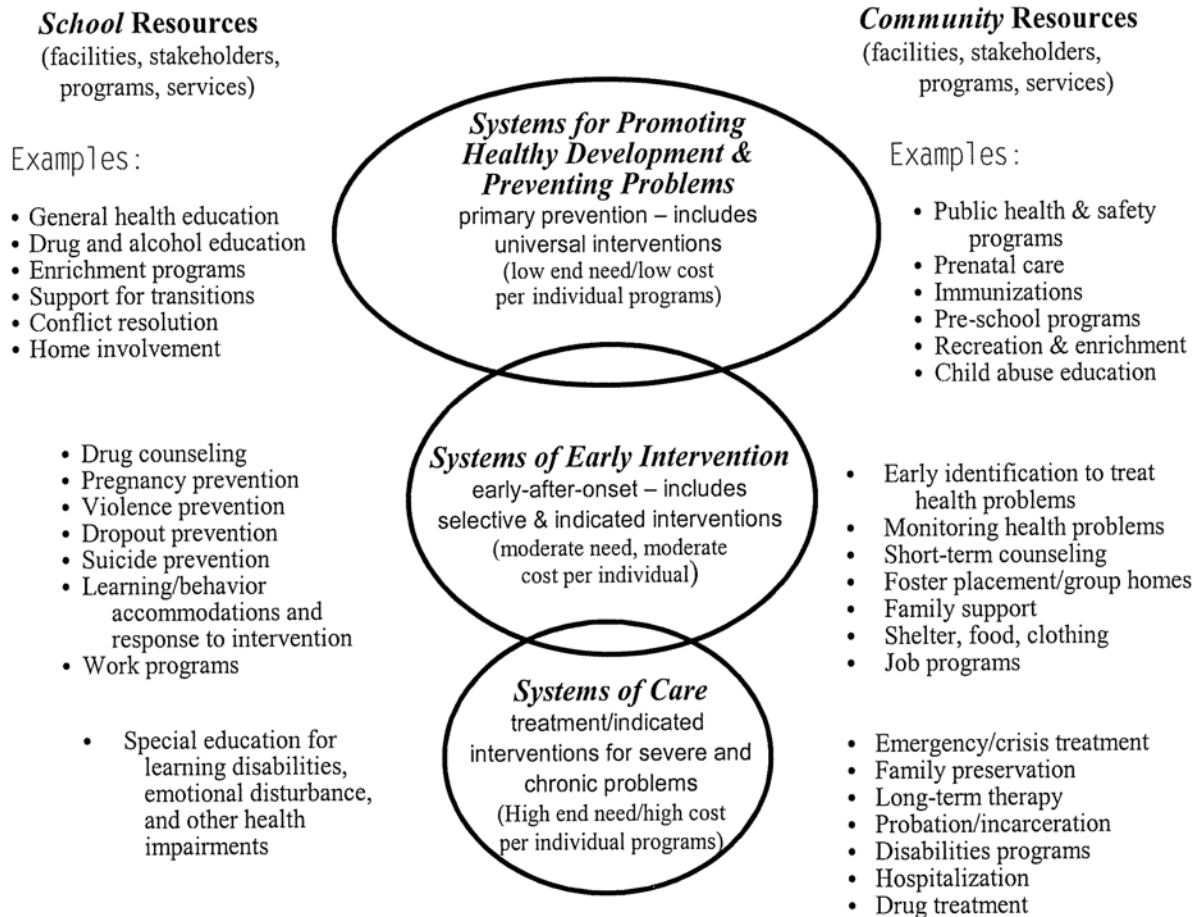 School Resources
(facilities, stakeholders,
programs, services)
Examples:
• General health education
• Drug and alcohol education
• Enrichment programs
• Support for transitions
• Conflict resolution
• Home involvement
• Drug counseling
• Pregnancy prevention
• Violence prevention
• Dropout prevention
• Suicide prevention
• Learning/behavior
accommodations and
response to intervention
• Work programs
• Special education for
learning disabilities,
emotional disturbance,
and other health
impairments
Systems for Promoting
Healthy Development &
Preventing Problems
primary prevention – includes
universal interventions
(low end need/low cost
per individual programs)
Systems of Early Intervention
early-after-onset – includes
selective & indicated interventions
(moderate need, moderate
cost per individual)
Systems of Care
treatment/indicated
interventions for severe and
chronic problems
(High end need/high cost
per individual programs)
Community Resources
(facilities, stakeholders,
programs, services)
Examples:
• Public health & safety
programs
• Prenatal care
• Immunizations
• Pre-school programs
• Recreation & enrichment
• Child abuse education
• Early identification to treat
health problems
• Monitoring health problems
• Short-term counseling
• Foster placement/group homes
• Family support
• Shelter, food, clothing
• Job programs
• Emergency/crisis treatment
• Family preservation
• Long-term therapy
• Probation/incarceration
• Disabilities programs
• Hospitalization
• Drug treatment